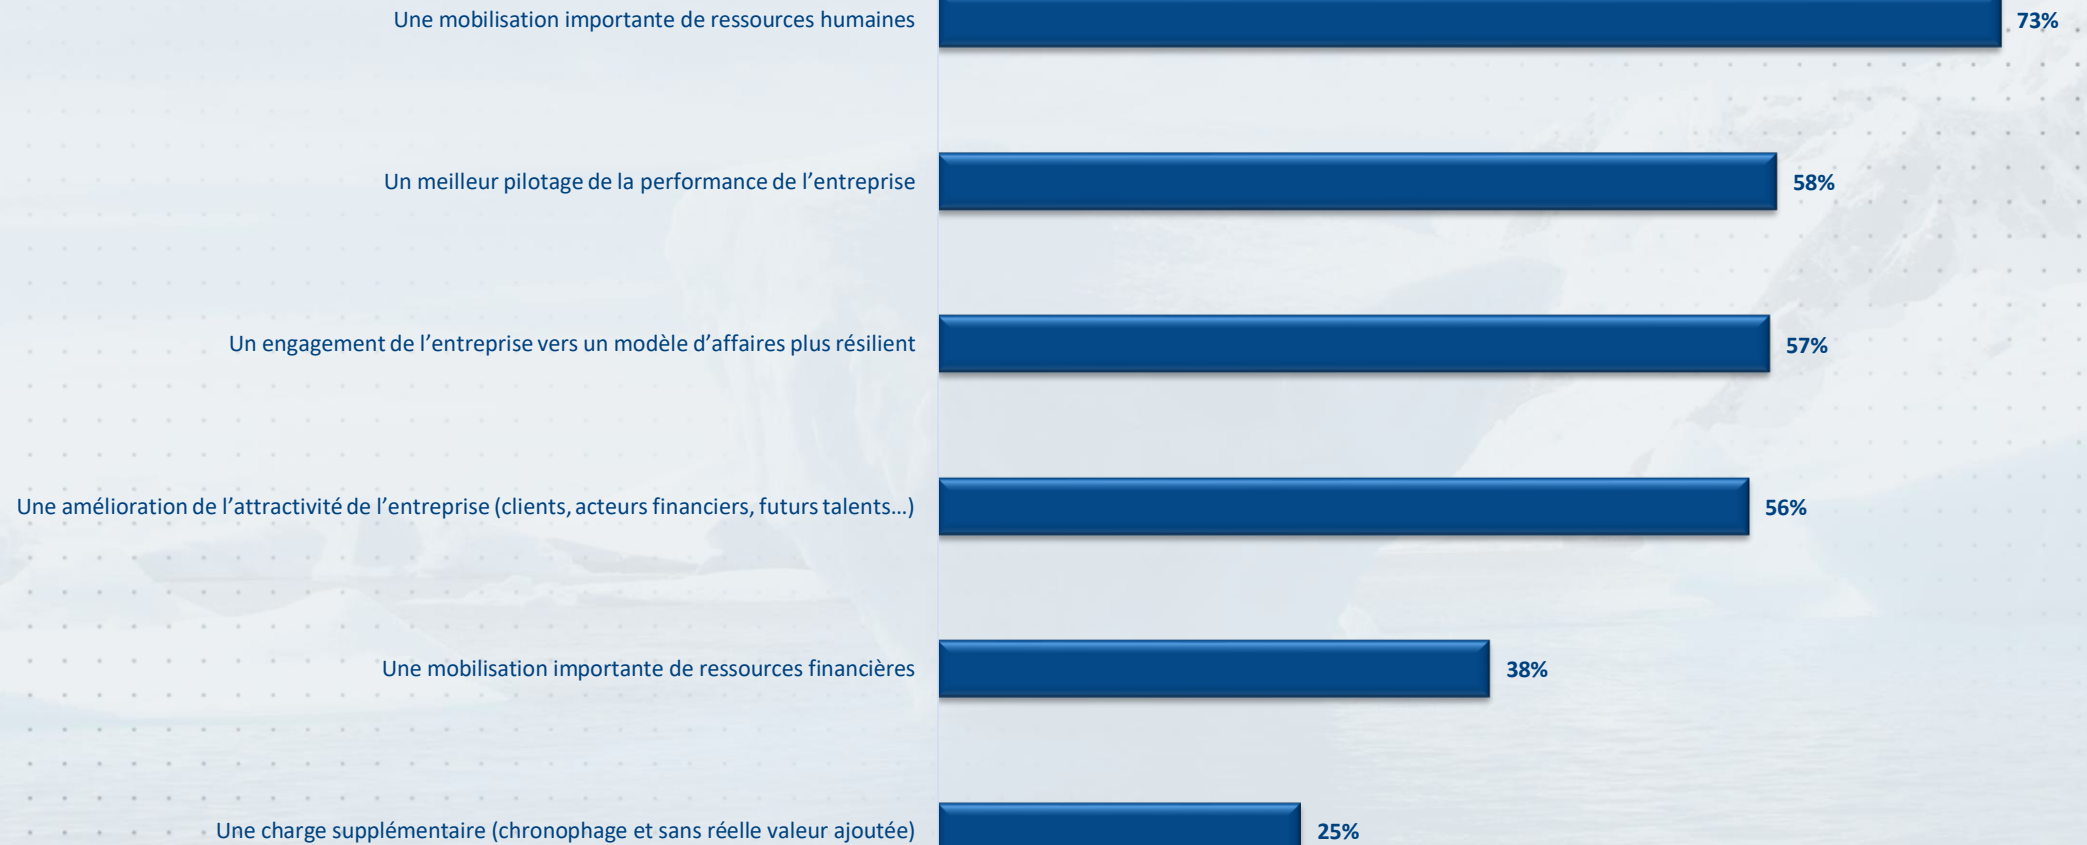 Une mobilisation importante de ressources humaines 73%
Un meilleur pilotage de la performance de l’entreprise 58%
Un engagement de l’entreprise vers un modèle d’affaires plus résilient 57%
Une amélioration de l’attractivité de l’entreprise (clients, acteurs financiers, futurs talents…) 56%
Une mobilisation importante de ressources financières 38%
Une charge supplémentaire (chronophage et sans réelle valeur ajoutée) 25%